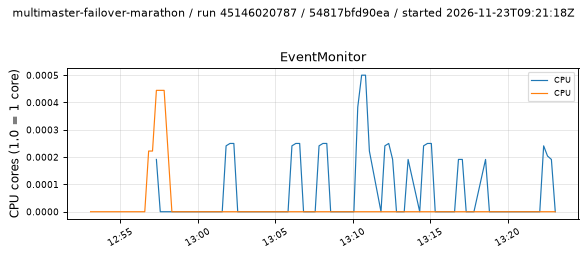 multimaster-failover-marathon / run 45146020787 / 54817bfd90ea / started 2026-11-23T09:21:18Z
EventMonitor
CPU cores (1.0 = 1 core)
0.0005
0.0004
0.0003
0.0002
0.0001
0.0000
CPU
CPU
12:55
13:00
13:05
13:10
13:15
13:20